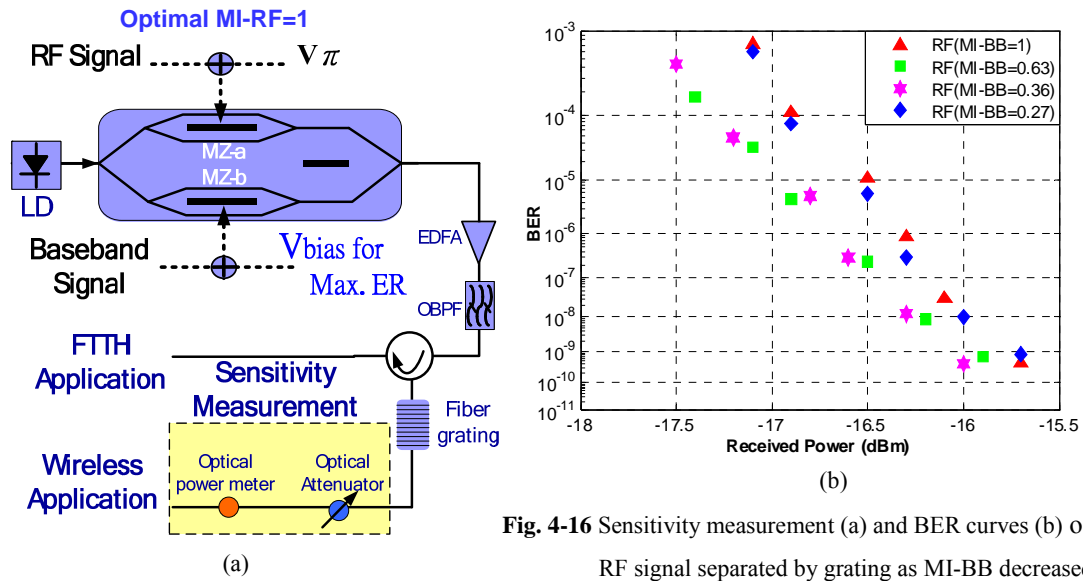 Optimal MI-RF=1
RF Signal
Vπ
MZ-a
MZ-b
LD
Baseband
Signal
Vbias for
Max. ER
EDFA
OBPF
FTTH
Application
Sensitivity
Measurement
Fiber
grating
Wireless
Application
Optical
power meter
Optical
Attenuator
(a)
RF(MI-BB=1)
RF(MI-BB=0.63)
RF(MI-BB=0.36)
RF(MI-BB=0.27)
BER
10^-3
10^-4
10^-5
10^-6
10^-7
10^-8
10^-9
10^-10
10^-11
-18
-17.5
-17
-16.5
-16
-15.5
Received Power (dBm)
(b)
Fig. 4-16 Sensitivity measurement (a) and BER curves (b) o
RF signal separated by grating as MI-BB decreased